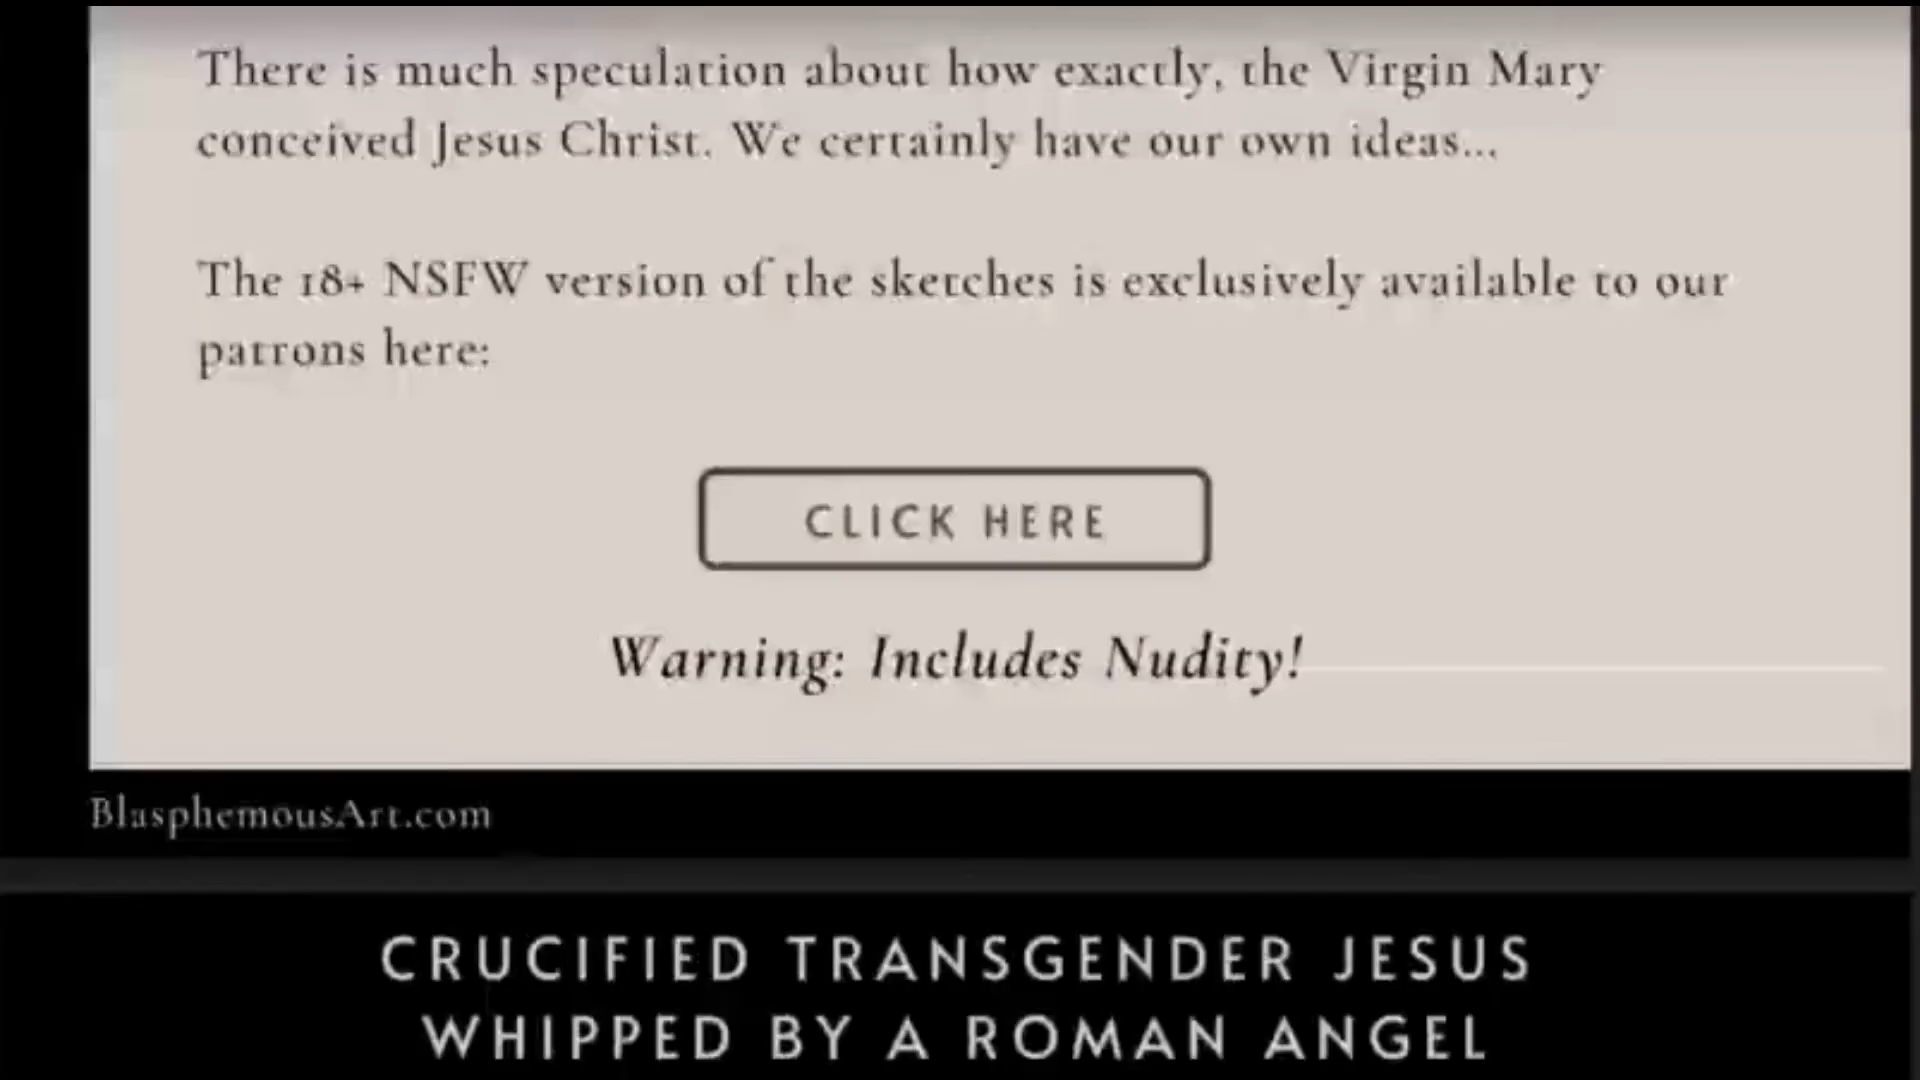 There is much speculation about how exactly, the Virgin Mary
conceived Jesus Christ. We certainly have our own ideas...
The 18+ NSFW version of the sketches is exclusively available to our
patrons here:
CLICK HERE
Warning: Includes Nudity!
BlasphemousArt.com
CRUCIFIED TRANSGENDER JESUS
WHIPPED BY A ROMAN ANGEL